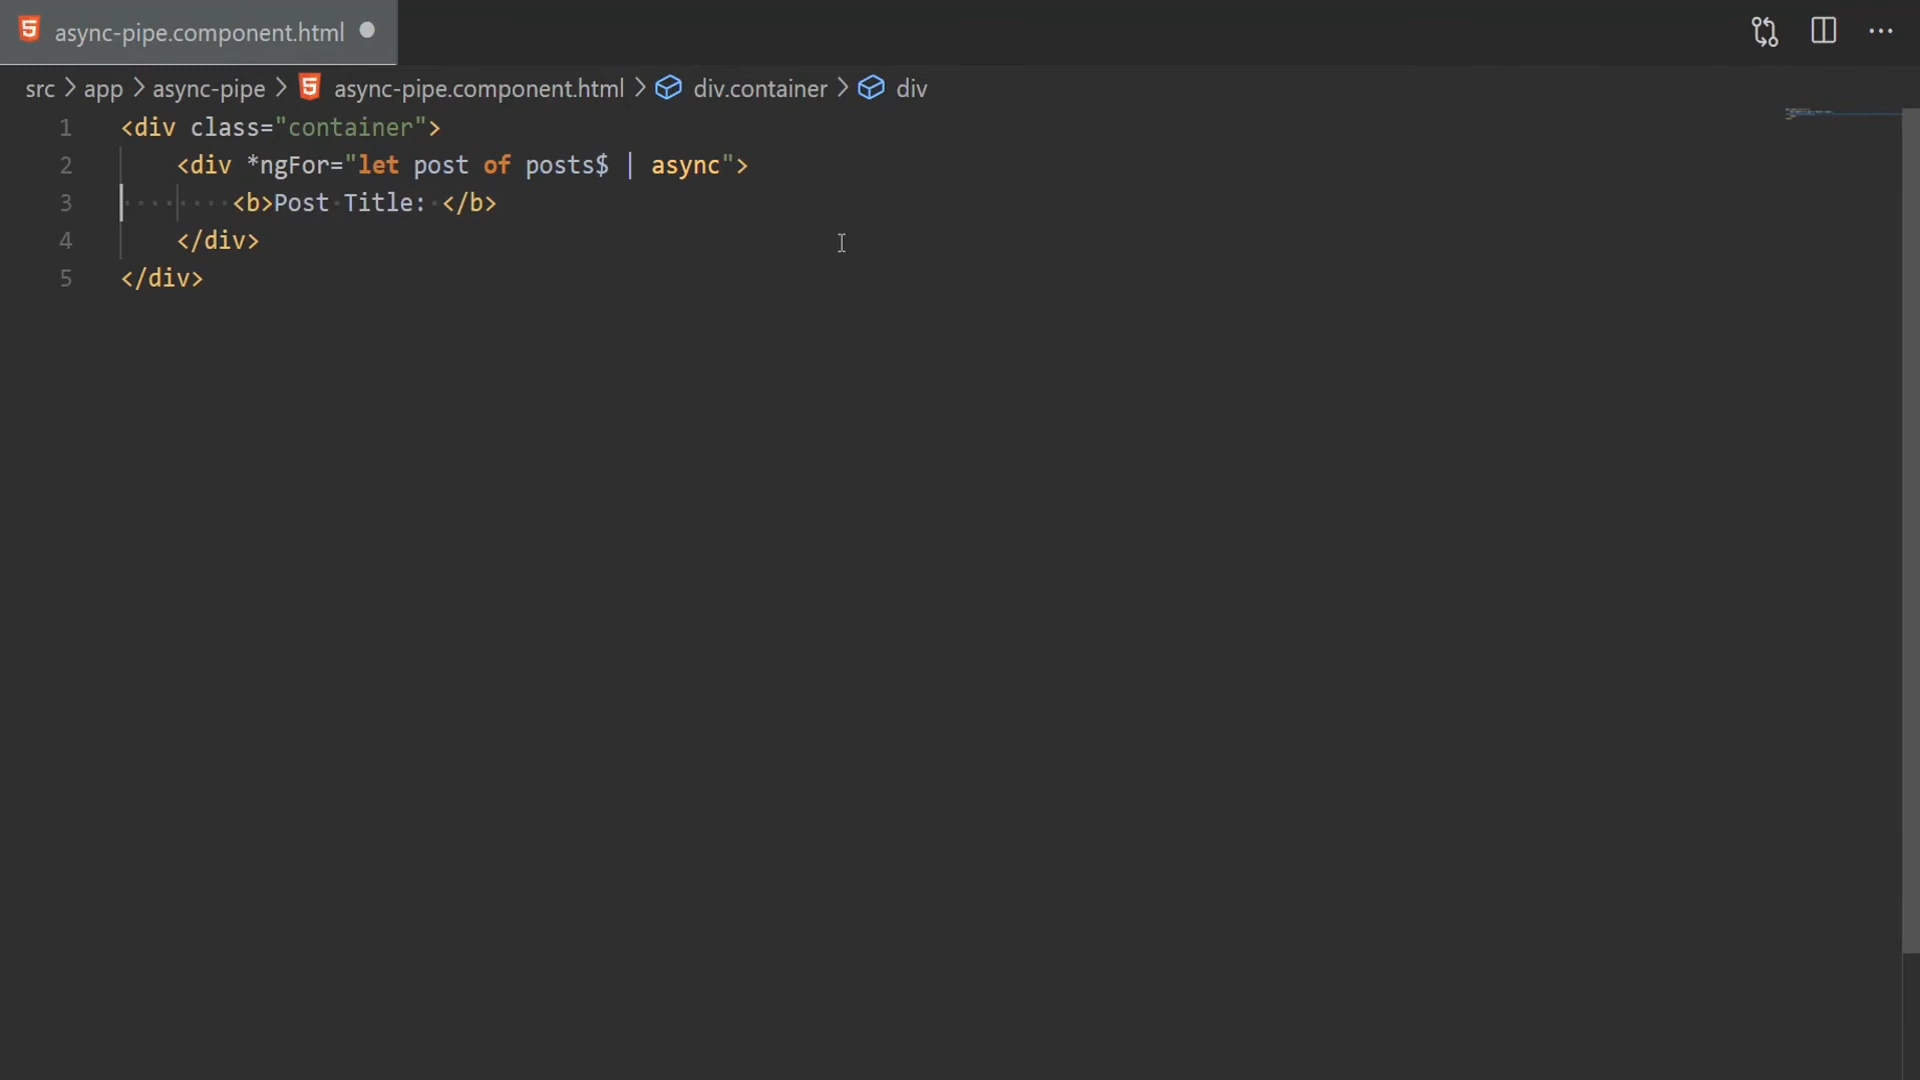 async-pipe.component.html
src > app > async-pipe > async-pipe.component.html > div.container > div
1 <div class="container">
2     <div *ngFor="let post of posts$ | async">
3         <b>Post Title: </b>
4     </div>
5 </div>